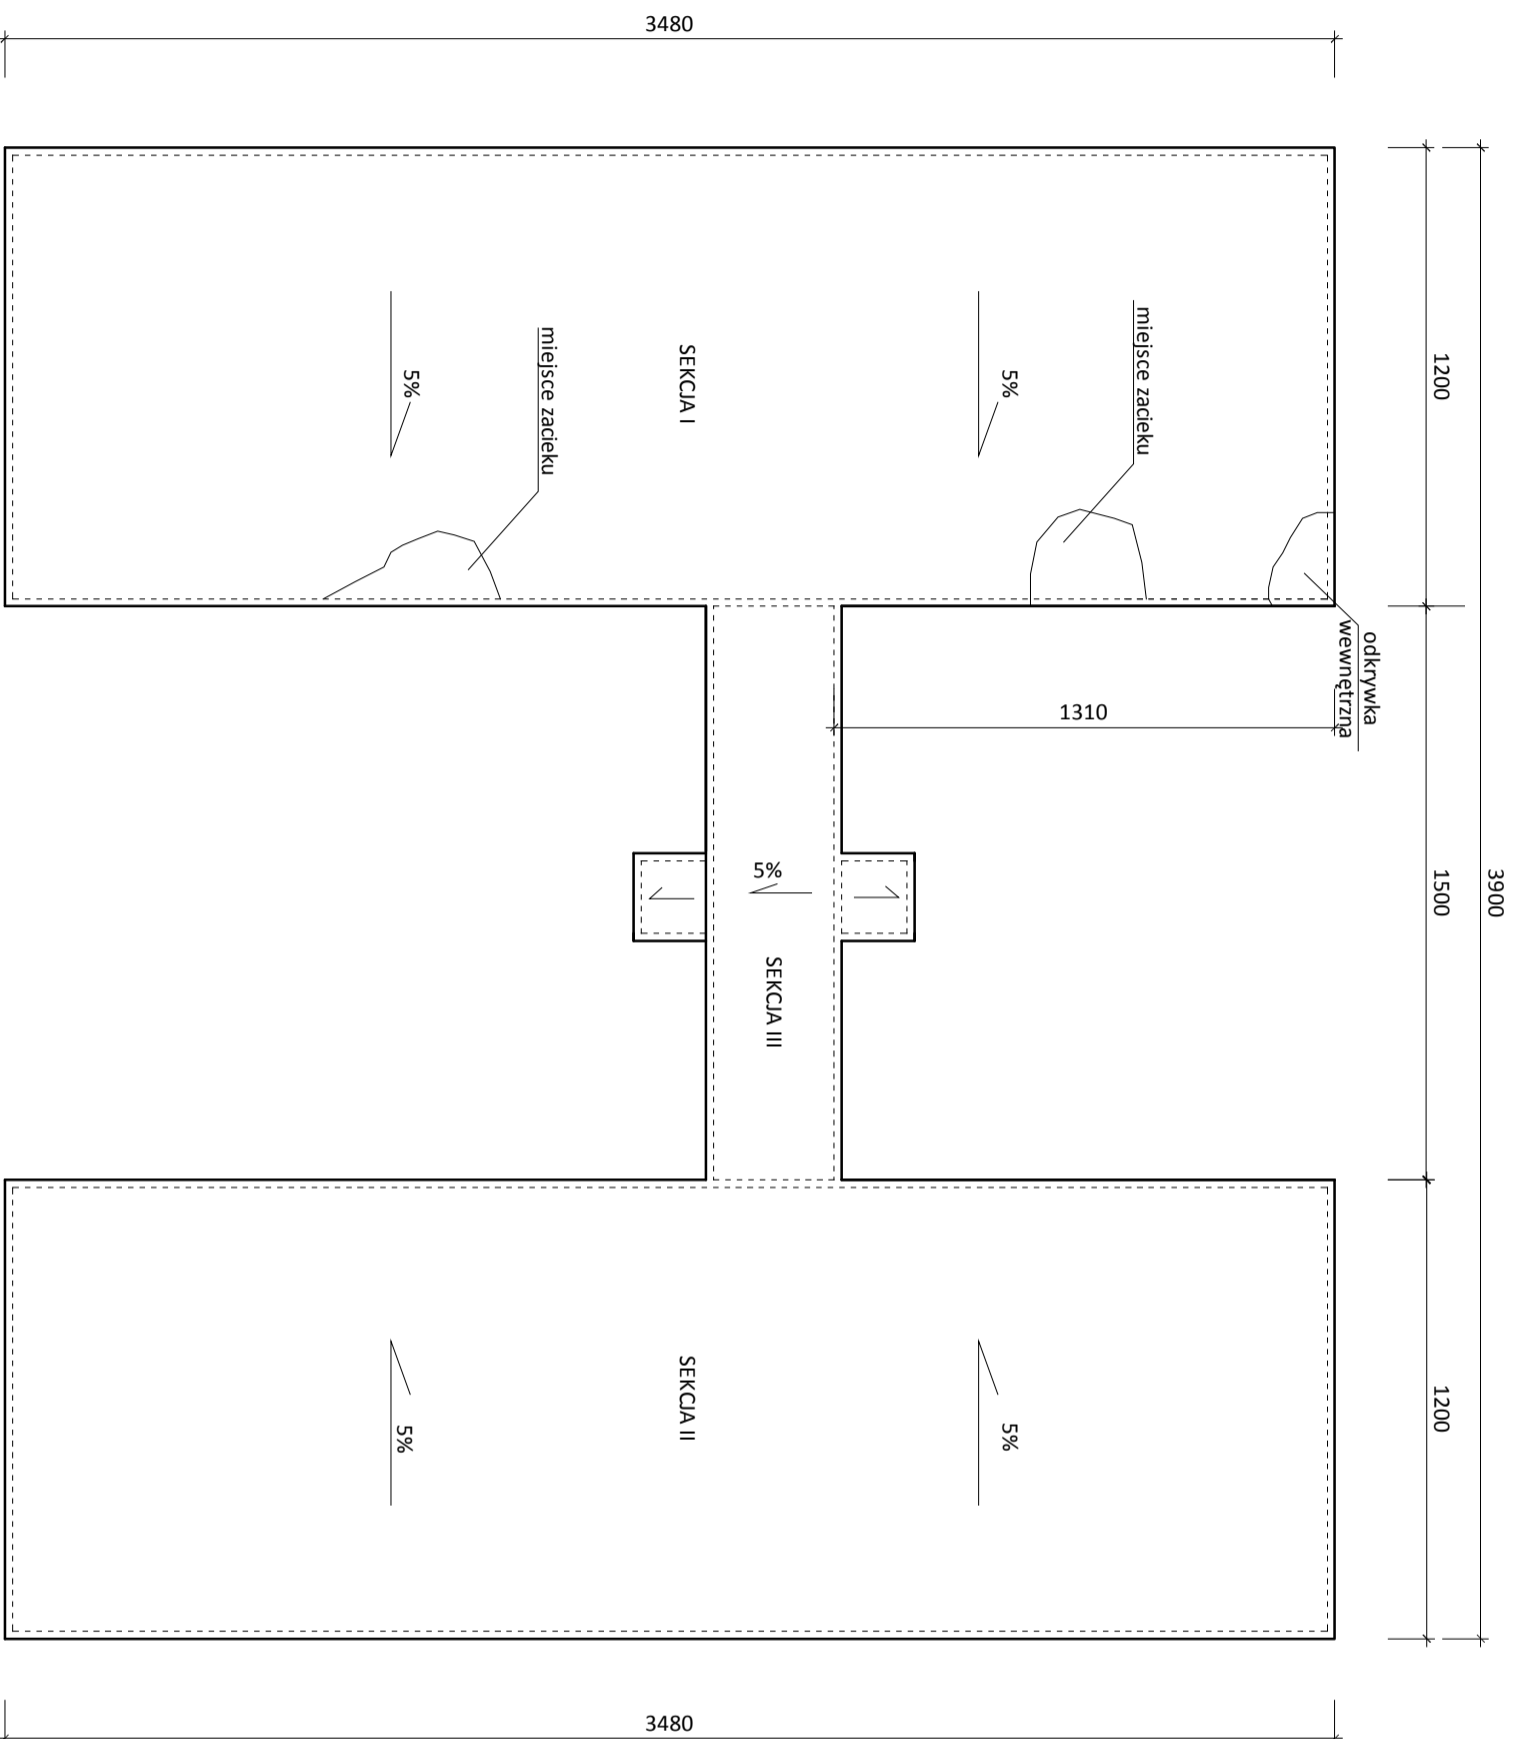 3480
3900
1200
1500
1200
SEKCJA I
5%
5%
miejsce zacieku
miejsce zacieku
odkrywka
wewnętrzna
1310
5%
SEKCJA III
SEKCJA II
5%
5%
3480